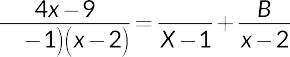 4x-9
-1)(x-2) = X-1 + B
x-2